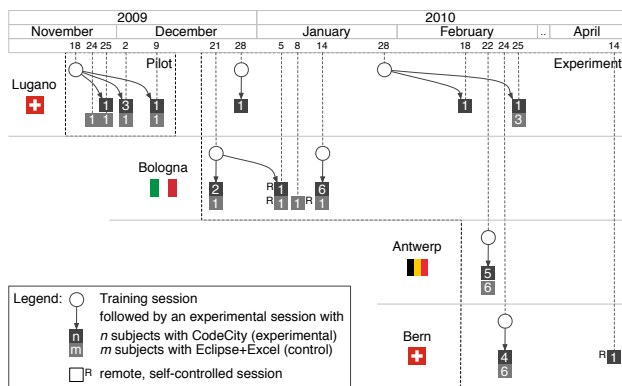 2009 2010
November December January February .. April
18 24 25 2 9 21 28 5 8 14 28 18 22 24 25 14
Pilot Experiment
Lugano
1 3 1 1 1 1
1 1 1 1 3
Bologna
2 R 1 6
1 R 1 1 R 1
Antwerp
5
6
Legend: Training session
followed by an experimental session with
n n subjects with CodeCity (experimental)
m m subjects with Eclipse+Excel (control)
R remote, self-controlled session
Bern
4 R 1
6